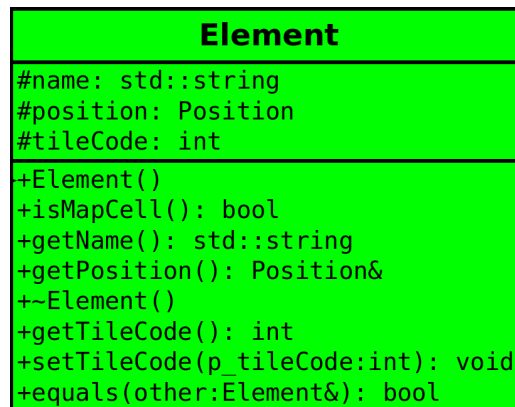 Element
#name: std::string
#position: Position
#tileCode: int
+Element()
+isMapCell(): bool
+getName(): std::string
+getPosition(): Position&
+~Element()
+getTileCode(): int
+setTileCode(p_tileCode:int): void
+equals(other:Element&): bool